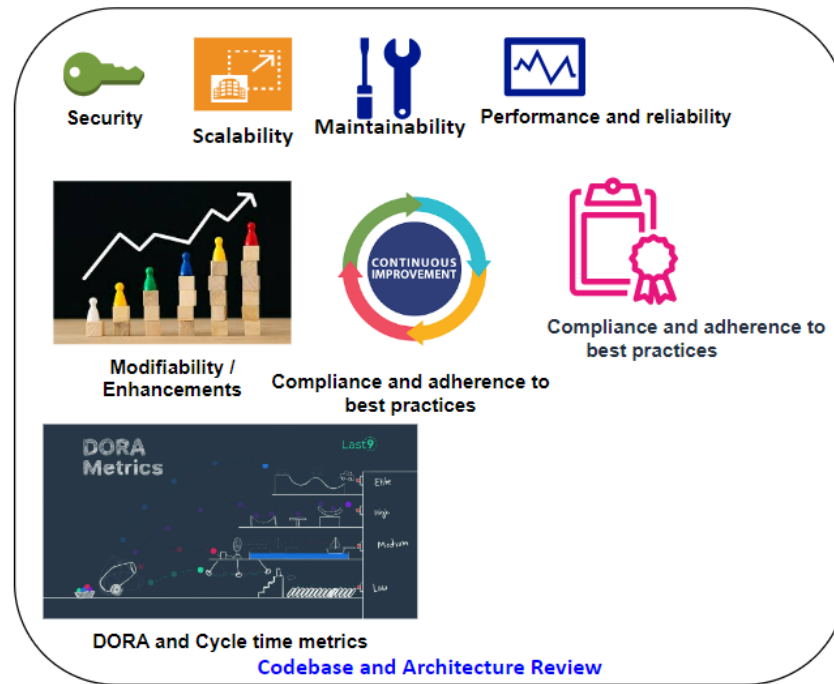 Security
Scalability
Maintainability
Performance and reliability
CONTINUOUS
IMPROVEMENT
Modifiability /
Enhancements
Compliance and adherence to
best practices
Compliance and adherence to
best practices
DORA
Metrics
Last9
Elite
High
Medium
Low
DORA and Cycle time metrics
Codebase and Architecture Review